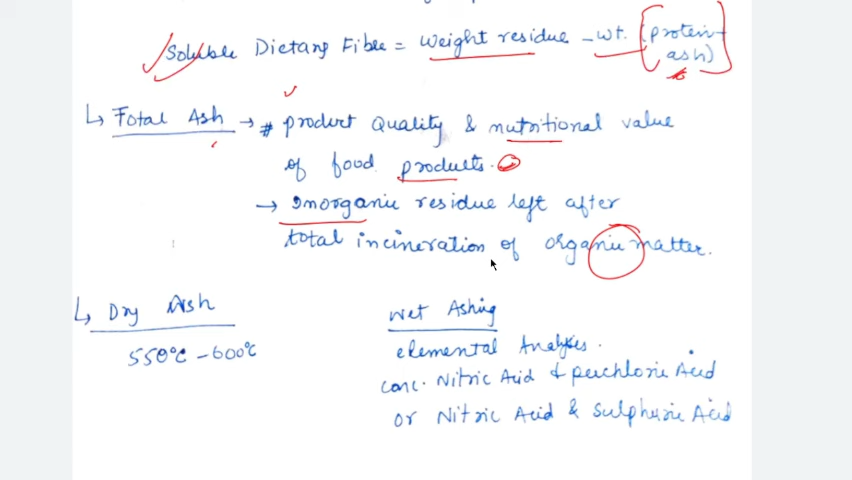 Soluble Dietary Fibre = weight residue - wt. (protein + ash)
↳ Total Ash → # product Quality & nutritional value
of food products.
→ Inorganic residue left after
total incineration of organic matter.
↳ Dry Ash
550°C - 600°C
Wet Ashing
elemental Analysis.
conc. Nitric Acid & perchloric Acid
or Nitric Acid & Sulphuric Acid